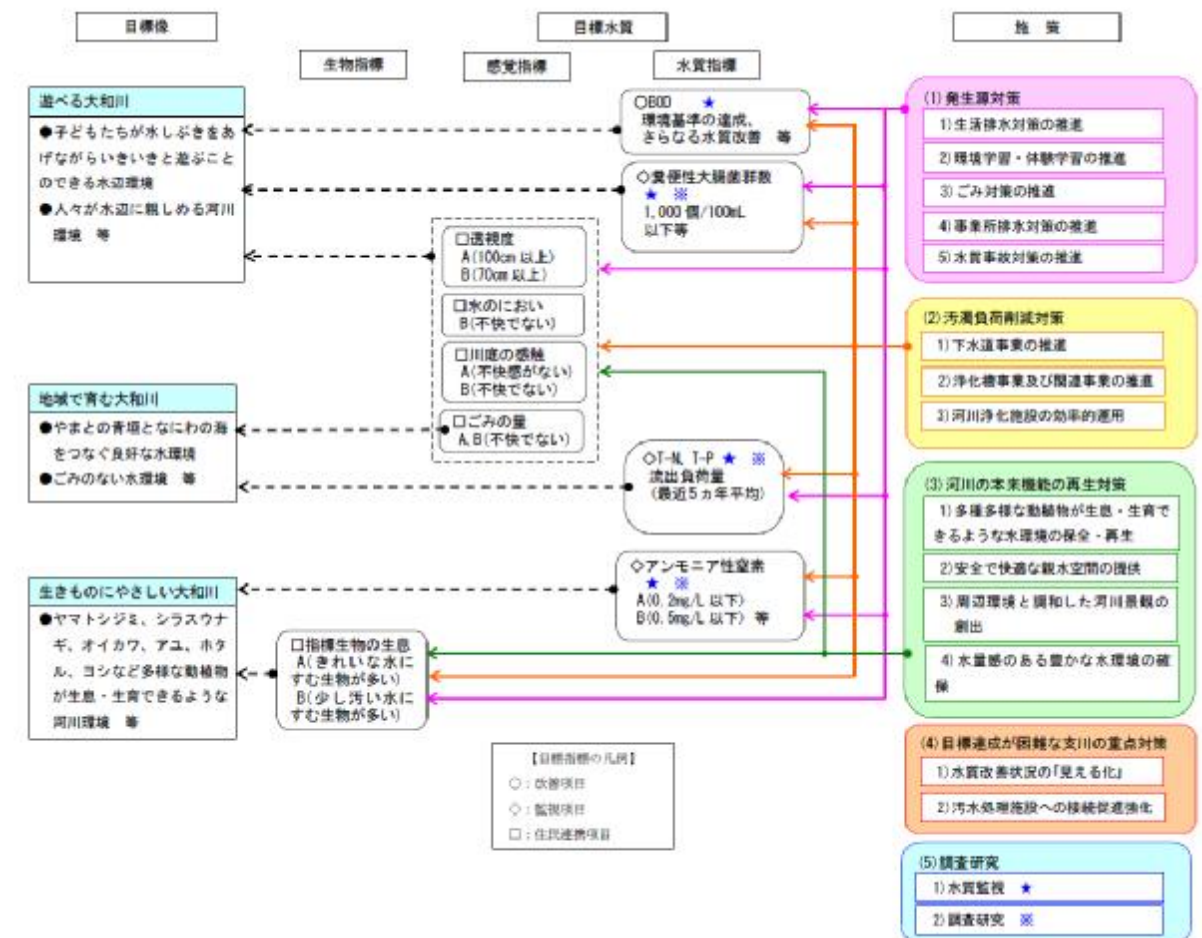 目標像
目標水質
施 策
生物指標
感覚指標
水質指標
遊べる大和川
●子どもたちが水しぶきをあ
げながらいきいきと遊ぶこと
のできる水辺環境
●人々が水辺に親しめる河川
環境 等
地域で育む大和川
●やまとの青垣となにわの海
をつなぐ良好な水環境
●ごみのない水環境 等
生きものにやさしい大和川
●ヤマトシジミ、シラスウナ
ギ、オイカワ、アユ、ホタ
ル、ヨシなど多様な動植物
が生息・生育できるような
河川環境 等
□指標生物の生息
A(きれいな水に
すむ生物が多い)
B(少し汚い水に
すむ生物が多い)
□透視度
A(100cm 以上)
B(70cm 以上)
□水のにおい
B(不快でない)
□川底の感触
A(不快感がない)
B(不快でない)
□ごみの量
A,B(不快でない)
○BOD ★
環境基準の達成、
さらなる水質改善 等
◇糞便性大腸菌群数
★ ※
1,000 個/100mL
以下等
◇T-N, T-P ★ ※
流出負荷量
(最近5ヵ年平均)
◇アンモニア性窒素
★ ※
A(0.2mg/L 以下)
B(0.5mg/L 以下) 等
【目標指標の凡例】
○：改善項目
◇：監視項目
□：住民連携項目
(1) 発生源対策
1)生活排水対策の推進
2)環境学習・体験学習の推進
3)ごみ対策の推進
4)事業所排水対策の推進
5)水質事故対策の推進
(2)汚濁負荷削減対策
1)下水道事業の推進
2)浄化槽事業及び関連事業の推進
3)河川浄化施設の効率的運用
(3)河川の本来機能の再生対策
1)多種多様な動植物が生息・生育で
きるような水環境の保全・再生
2)安全で快適な親水空間の提供
3)周辺環境と調和した河川景観の
創出
4)水量感のある豊かな水環境の確
保
(4)目標達成が困難な支川の重点対策
1)水質改善状況の「見える化」
2)汚水処理施設への接続促進強化
(5)調査研究
1)水質監視 ★
2)調査研究 ※